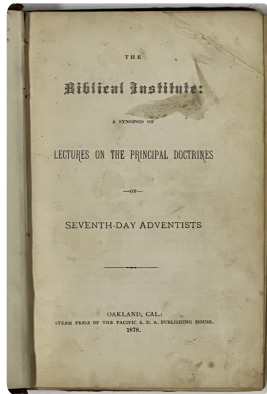 THE
Biblical Institute:
A SYNOPSIS OF
LECTURES ON THE PRINCIPAL DOCTRINES
—OF—
SEVENTH-DAY ADVENTISTS
OAKLAND, CAL.:
STEAM PRESS OF THE PACIFIC S. D. A. PUBLISHING HOUSE.
1878.